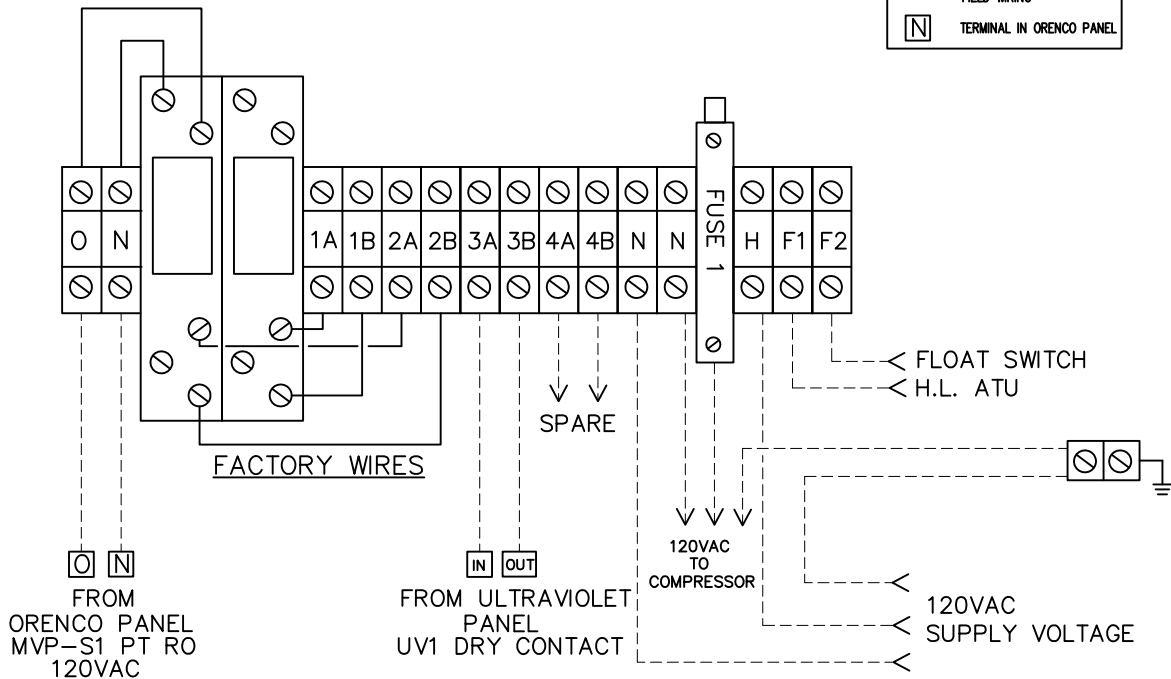 N TERMINAL IN ORENCO PANEL
O N 1A 1B 2A 2B 3A 3B 4A 4B N N FUSE 1 H F1 F2
FLOAT SWITCH
H.L. ATU
SPARE
FACTORY WIRES
O N
FROM
ORENCO PANEL
MVP-S1 PT RO
120VAC
IN OUT
FROM ULTRAVIOLET
PANEL
UV1 DRY CONTACT
120VAC
TO
COMPRESSOR
120VAC
SUPPLY VOLTAGE